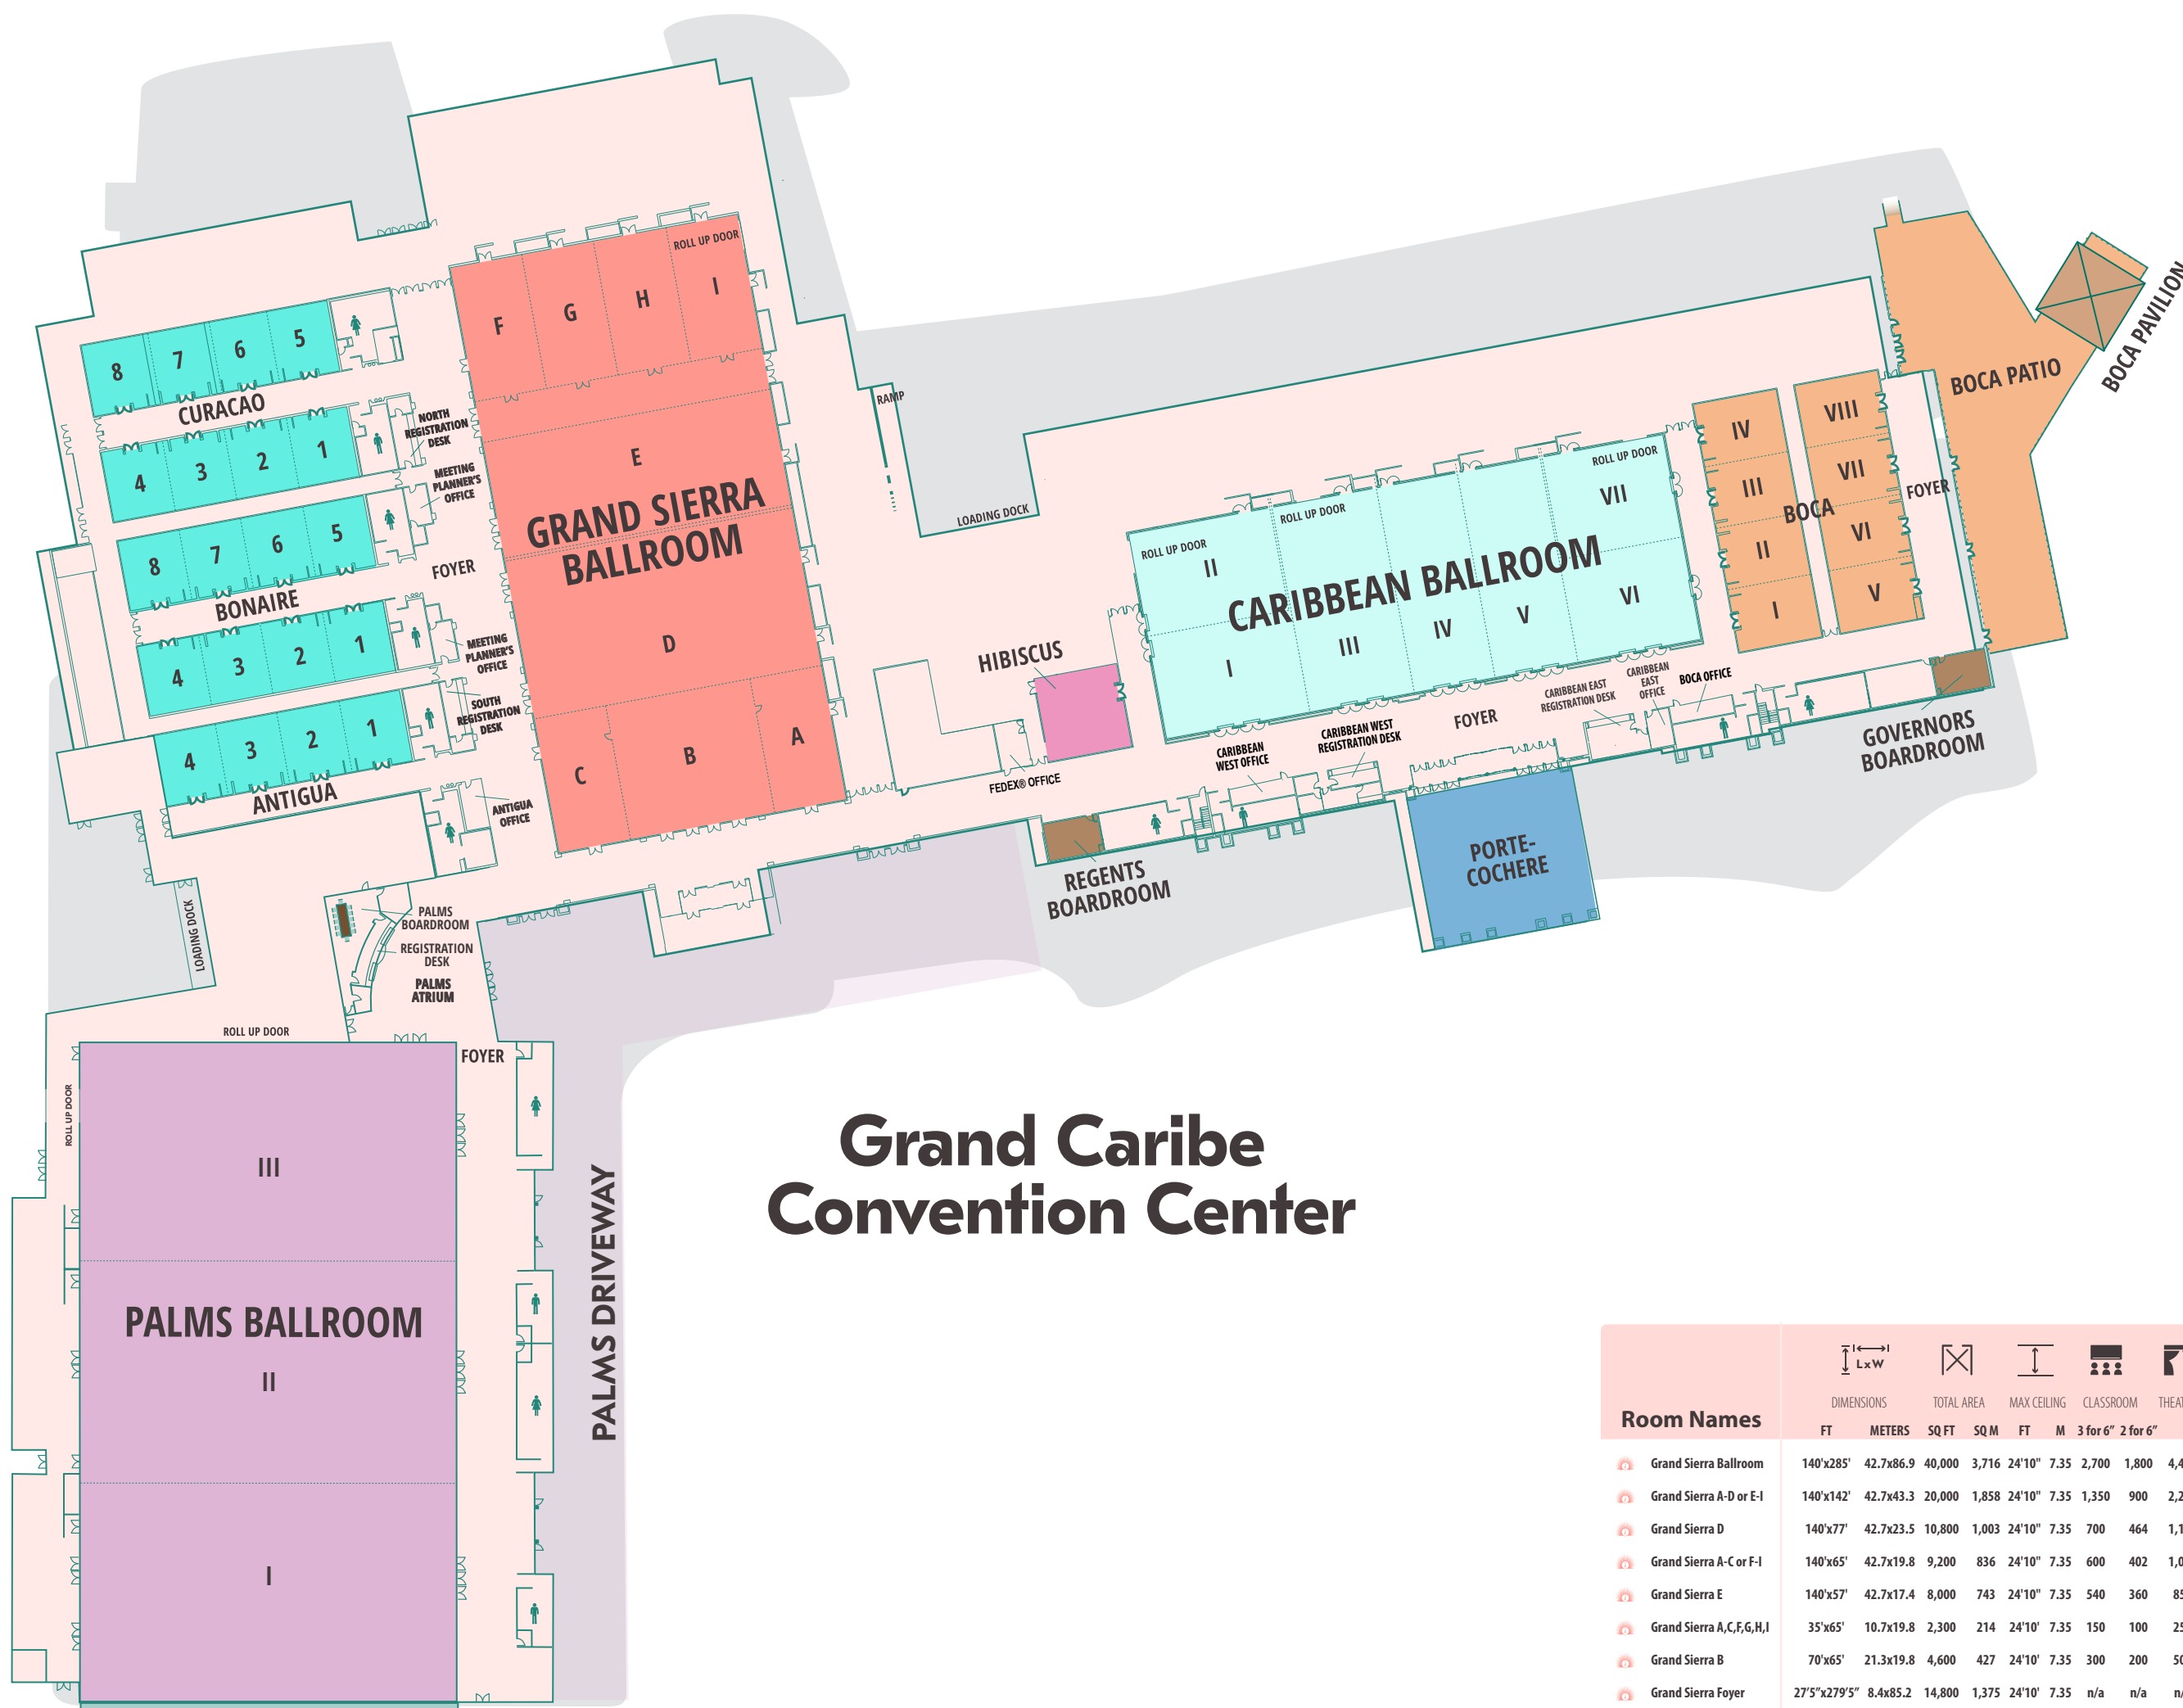 ROLL UP DOOR
F
G
H
I
8
7
6
5
CURACAO
4
3
2
1
NORTH
REGISTRATION
DESK
MEETING
PLANNER'S
OFFICE
8
7
6
5
BONAIRE
FOYER
4
3
2
1
MEETING
PLANNER'S
OFFICE
SOUTH
REGISTRATION
DESK
4
3
2
1
ANTIGUA
ANTIGUA
OFFICE
E
GRAND SIERRA
BALLROOM
D
C
B
A
RAMP
LOADING DOCK
HIBISCUS
FEDEX® OFFICE
ROLL UP DOOR
II
ROLL UP DOOR
ROLL UP DOOR
VII
CARIBBEAN BALLROOM
I
III
IV
V
VI
IV
III
II
I
BOCA
VIII
VII
VI
V
FOYER
BOCA PATIO
BOCA PAVILION
CARIBBEAN
WEST OFFICE
CARIBBEAN WEST
REGISTRATION DESK
FOYER
CARIBBEAN EAST
REGISTRATION DESK
CARIBBEAN
EAST
OFFICE
BOCA OFFICE
GOVERNORS
BOARDROOM
REGENTS
BOARDROOM
PORTE-
COCHERE
LOADING DOCK
PALMS
BOARDROOM
REGISTRATION
DESK
PALMS
ATRIUM
ROLL UP DOOR
FOYER
ROLL UP DOOR
III
PALMS BALLROOM
II
I
PALMS DRIVEWAY
Grand Caribe
Convention Center
LxW
DIMENSIONS TOTAL AREA MAX CEILING CLASSROOM
Room Names
FT METERS SQ FT SQ M FT M 3 for 6” 2 for 6”
Grand Sierra Ballroom 140'x285' 42.7x86.9 40,000 3,716 24'10" 7.35 2,700 1,800
Grand Sierra A-D or E-I 140'x142' 42.7x43.3 20,000 1,858 24'10" 7.35 1,350 900
Grand Sierra D 140'x77' 42.7x23.5 10,800 1,003 24'10" 7.35 700 464
Grand Sierra A-C or F-I 140'x65' 42.7x19.8 9,200 836 24'10" 7.35 600 402
Grand Sierra E 140'x57' 42.7x17.4 8,000 743 24'10" 7.35 540 360
Grand Sierra A,C,F,G,H,I 35'x65' 10.7x19.8 2,300 214 24'10' 7.35 150 100
Grand Sierra B 70'x65' 21.3x19.8 4,600 427 24'10' 7.35 300 200
Grand Sierra Foyer 27’5”x279’5” 8.4x85.2 14,800 1,375 24'10' 7.35 n/a n/a